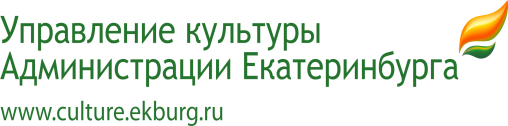 Управление культуры
Администрации Екатеринбурга
www.culture.ekburg.ru